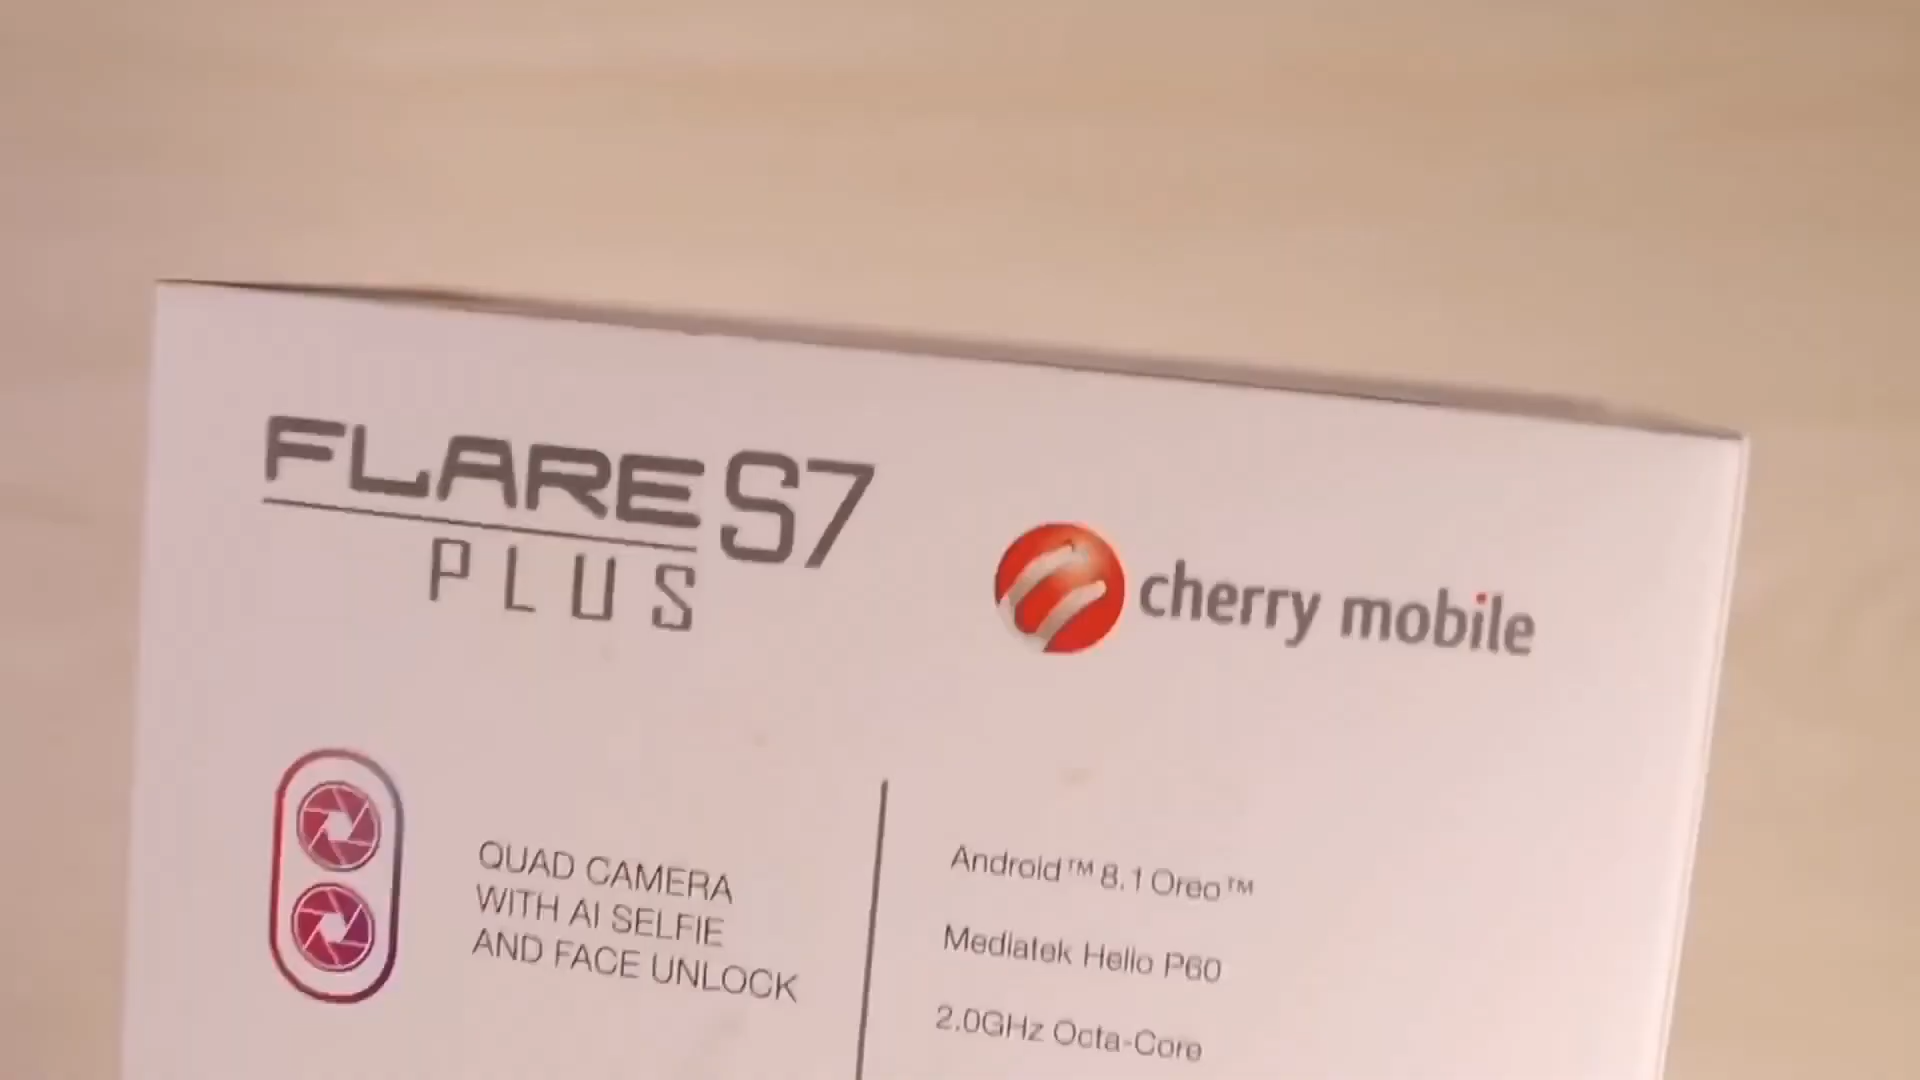 FLARE S7
PLUS
cherry mobile
QUAD CAMERA
WITH AI SELFIE
AND FACE UNLOCK
Android™ 8.1 Oreo™
Mediatek Helio P60
2.0GHz Octa-Core